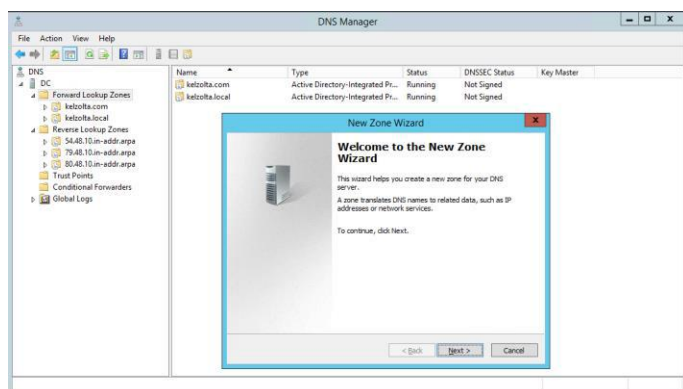 DNS Manager
File Action View Help
DNS
DC
Forward Lookup Zones
kelzolta.com
kelzolta.local
Reverse Lookup Zones
54.48.10.in-addr.arpa
79.48.10.in-addr.arpa
80.48.10.in-addr.arpa
Trust Points
Conditional Forwarders
Global Logs
Name Type Status DNSSEC Status Key Master
kelzolta.com Active Directory-Integrated Pr... Running Not Signed
kelzolta.local Active Directory-Integrated Pr... Running Not Signed
New Zone Wizard
Welcome to the New Zone
Wizard
This wizard helps you create a new zone for your DNS
server.
A zone translates DNS names to related data, such as IP
addresses or network services.
To continue, click Next.
< Back Next > Cancel